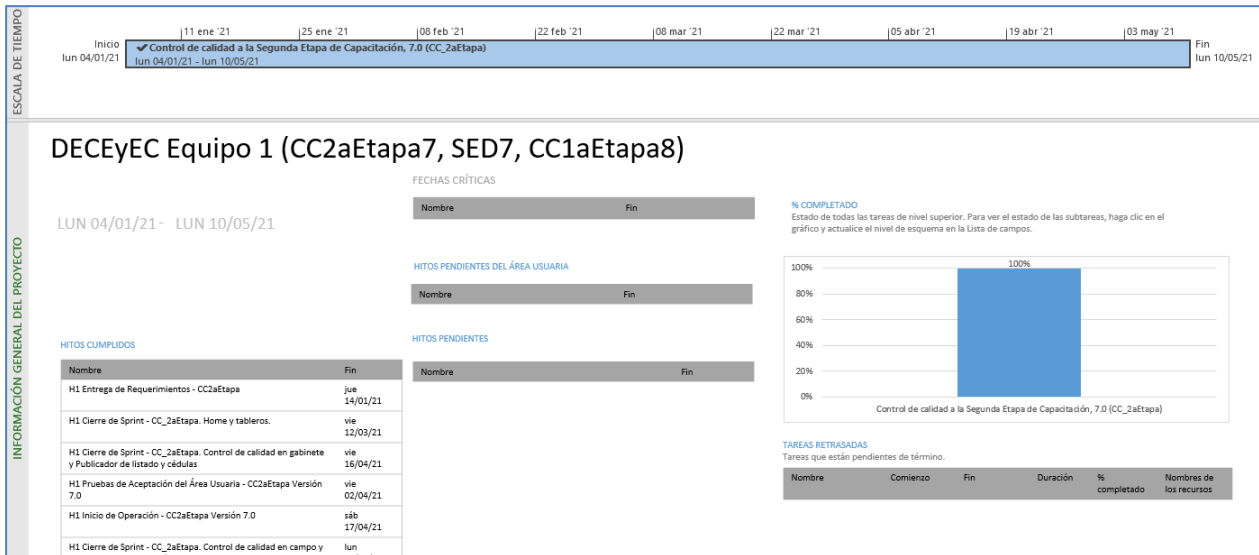 ESCALA DE TIEMPO
11 ene '21
25 ene '21
08 feb '21
22 feb '21
08 mar '21
22 mar '21
05 abr '21
19 abr '21
03 may '21
Inicio
lun 04/01/21
Control de calidad a la Segunda Etapa de Capacitación, 7.0 (CC_2aEtapa)
lun 04/01/21 - lun 10/05/21
Fin
lun 10/05/21
INFORMACIÓN GENERAL DEL PROYECTO
DECEyEC Equipo 1 (CC2aEtapa7, SED7, CC1aEtapa8)
LUN 04/01/21 - LUN 10/05/21
HITOS CUMPLIDOS
Nombre Fin
H1 Entrega de Requerimientos - CC2aEtapa jue
14/01/21
H1 Cierre de Sprint - CC_2aEtapa. Home y tableros. vie
12/03/21
H1 Cierre de Sprint - CC_2aEtapa. Control de calidad en gabinete vie
y Publicador de listado y cédulas 16/04/21
H1 Pruebas de Aceptación del Área Usuaria - CC2aEtapa Versión vie
7.0 02/04/21
H1 Inicio de Operación - CC2aEtapa Versión 7.0 sáb
17/04/21
H1 Cierre de Sprint - CC_2aEtapa. Control de calidad en campo y lun
FECHAS CRÍTICAS
Nombre Fin
HITOS PENDIENTES DEL ÁREA USUARIA
Nombre Fin
HITOS PENDIENTES
Nombre Fin
% COMPLETADO
Estado de todas las tareas de nivel superior. Para ver el estado de las subtareas, haga clic en el
gráfico y actualice el nivel de esquema en la Lista de campos.
100%
100%
80%
60%
40%
20%
0%
Control de calidad a la Segunda Etapa de Capacitación, 7.0 (CC_2aEtapa)
TAREAS RETRASADAS
Tareas que están pendientes de término.
Nombre Comienzo Fin Duración % Nombres de
completado los recursos